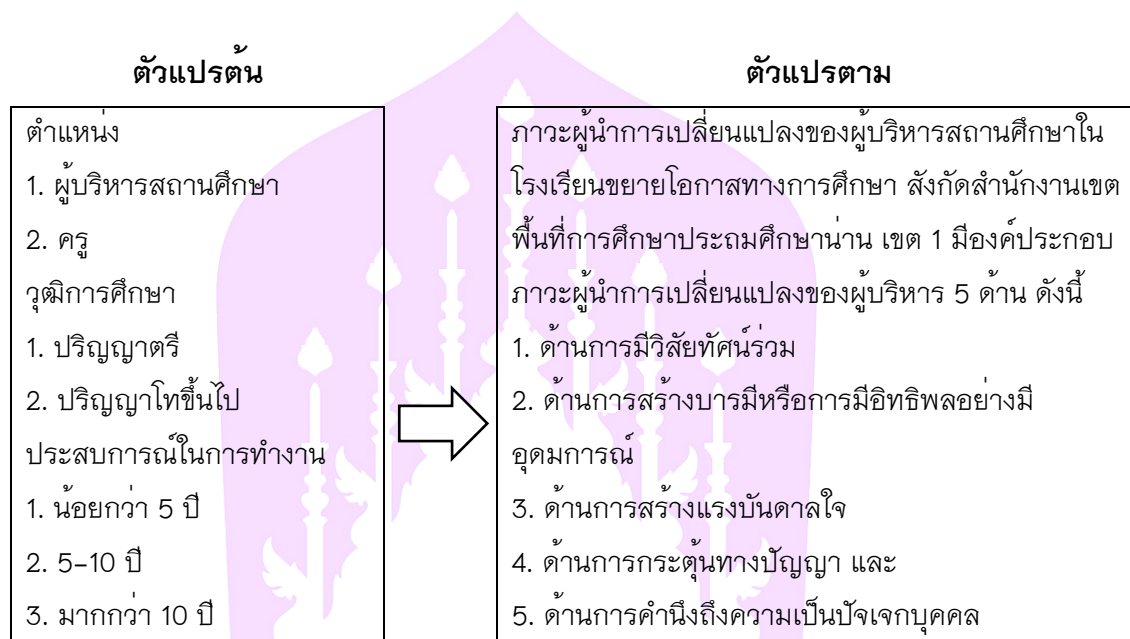 ตัวแปรต้น
ตำแหน่ง
1. ผู้บริหารสถานศึกษา
2. ครู
วุฒิการศึกษา
1. ปริญญาตรี
2. ปริญญาโทขึ้นไป
ประสบการณ์ในการทำงาน
1. น้อยกว่า 5 ปี
2. 5-10 ปี
3. มากกว่า 10 ปี
ตัวแปรตาม
ภาวะผู้นำการเปลี่ยนแปลงของผู้บริหารสถานศึกษาใน
โรงเรียนขยายโอกาสทางการศึกษา สังกัดสำนักงานเขต
พื้นที่การศึกษาประถมศึกษาน่าน เขต 1 มีองค์ประกอบ
ภาวะผู้นำการเปลี่ยนแปลงของผู้บริหาร 5 ด้าน ดังนี้
1. ด้านการมีวิสัยทัศน์ร่วม
2. ด้านการสร้างบารมีหรือการมีอิทธิพลอย่างมี
อุดมการณ์
3. ด้านการสร้างแรงบันดาลใจ
4. ด้านการกระตุ้นทางปัญญา และ
5. ด้านการคำนึงถึงความเป็นปัจเจกบุคคล